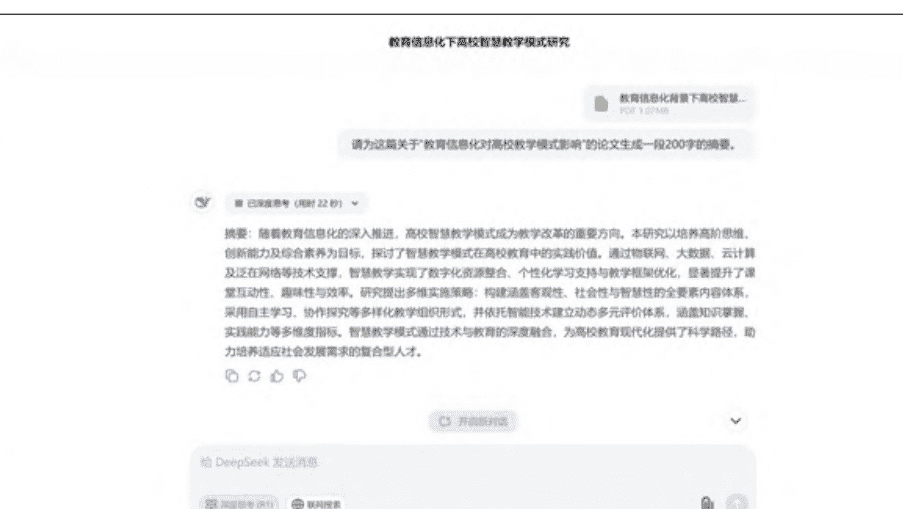 教育信息化下高校智慧教学模式研究
教育信息化背景下高校智慧...
PDF 1.07MB
请为这篇关于“教育信息化对高校教学模式影响”的论文生成一段200字的摘要。
已深度思考（用时 22 秒）
摘要：随着教育信息化的深入推进，高校智慧教学模式成为教学改革的重要方向。本研究以培养高阶思维、
创新能力及综合素养为目标，探讨了智慧教学模式在高校教育中的实践价值。通过物联网、大数据、云计算
及泛在网络等技术支撑，智慧教学实现了数字化资源整合、个性化学习支持与教学框架优化，显著提升了课
堂互动性、趣味性与效率。研究提出多维实施策略：构建涵盖客观性、社会性与智慧性的全要素内容体系，
采用自主学习、协作探究等多样化教学组织形式，并依托智能技术建立动态多元评价体系，涵盖知识掌握、
实践能力等多维度指标。智慧教学模式通过技术与教育的深度融合，为高校教育现代化提供了科学路径，助
力培养适应社会发展需求的复合型人才。
开启新对话
给 DeepSeek 发送消息
深度思考 (R1)
联网搜索